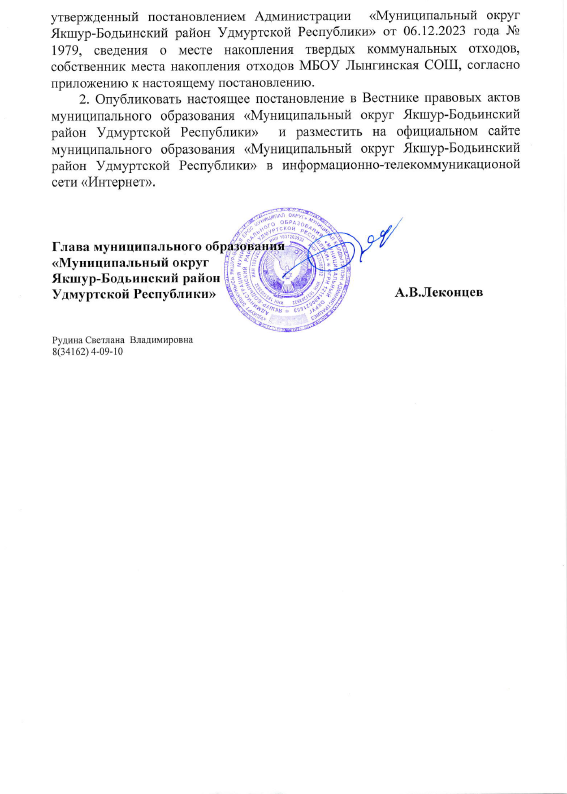 утвержденный постановлением Администрации «Муниципальный округ
Якшур-Бодьинский район Удмуртской Республики» от 06.12.2023 года №
1979, сведения о месте накопления твердых коммунальных отходов,
собственник места накопления отходов МБОУ Лынгинская СОШ, согласно
приложению к настоящему постановлению.
2. Опубликовать настоящее постановление в Вестнике правовых актов
муниципального образования «Муниципальный округ Якшур-Бодьинский
район Удмуртской Республики» и разместить на официальном сайте
муниципального образования «Муниципальный округ Якшур-Бодьинский
район Удмуртской Республики» в информационно-телекоммуникационой
сети «Интернет».
Глава муниципального образования
«Муниципальный округ
Якшур-Бодьинский район
Удмуртской Республики» А.В.Леконцев
Рудина Светлана Владимировна
8(34162) 4-09-10